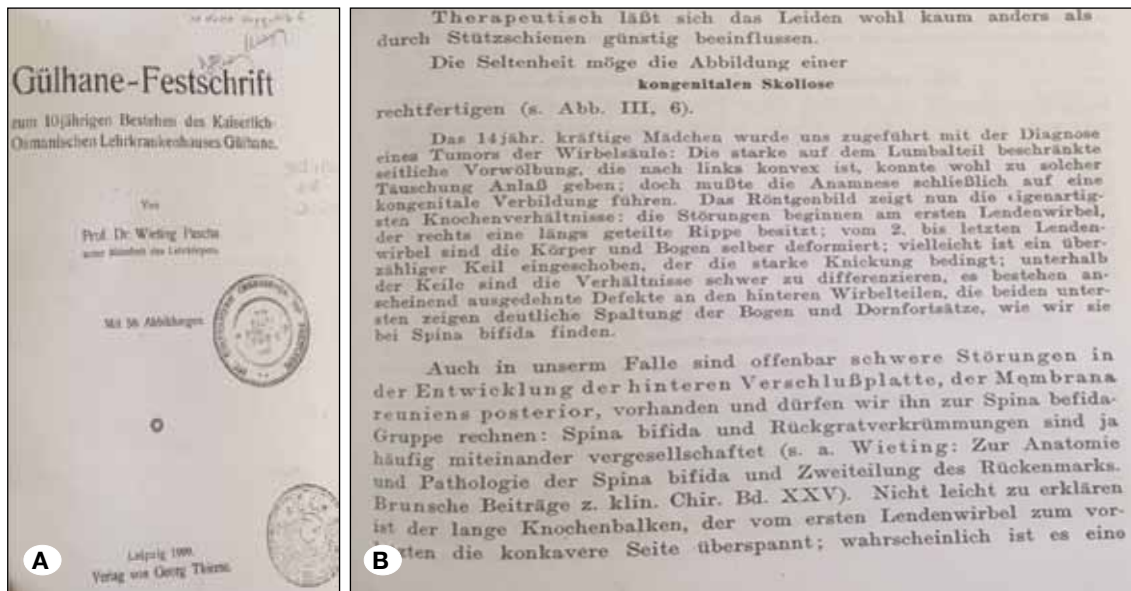 Gülhane-Festschrift
zum 10jährigen Bestehen des Kaiserlich-
Osmanischen Lehrkrankenhauses Gülhane.
Von
Prof. Dr. Wieting Pascha
unter Mitarbeit des Lehrkörpers.
Mit 56 Abbildungen.
Leipzig 1909.
Verlag von Georg Thieme.
A
Therapeutisch läßt sich das Leiden wohl kaum anders als
durch Stützschienen günstig beeinflussen.
Die Seltenheit möge die Abbildung einer
kongenitalen Skoliose
rechtfertigen (s. Abb. III, 6).
Das 14jähr. kräftige Mädchen wurde uns zugeführt mit der Diagnose
eines Tumors der Wirbelsäule: Die starke auf dem Lumbalteil beschränkte
seitliche Vorwölbung, die nach links konvex ist, konnte wohl zu solcher
Täuschung Anlaß geben; doch mußte die Anamnese schließlich auf eine
kongenitale Verbildung führen. Das Röntgenbild zeigt nun die eigenartig-
sten Knochenverhältnisse: die Störungen beginnen am ersten Lendenwirbel,
der rechts eine längs geteilte Rippe besitzt; vom 2. bis letzten Lenden-
wirbel sind die Körper und Bogen selber deformiert; vielleicht ist ein über-
zähliger Keil eingeschoben, der die starke Knickung bedingt; unterhalb
der Keile sind die Verhältnisse schwer zu differenzieren, es bestehen an-
scheinend ausgedehnte Defekte an den hinteren Wirbelteilen, die beiden unter-
sten zeigen deutliche Spaltung der Bogen und Dornfortsätze, wie wir sie
bei Spina bifida finden.
Auch in unserm Falle sind offenbar schwere Störungen in
der Entwicklung der hinteren Verschlußplatte, der Membrana
reuniens posterior, vorhanden und dürfen wir ihn zur Spina befida-
Gruppe rechnen: Spina bifida und Rückgratverkrümmungen sind ja
häufig miteinander vergesellschaftet (s. a. Wieting: Zur Anatomie
und Pathologie der Spina bifida und Zweiteilung des Rückenmarks.
Brunsche Beiträge z. klin. Chir. Bd. XXV). Nicht leicht zu erklären
ist der lange Knochenbalken, der vom ersten Lendenwirbel zum vor-
letzten die konkavere Seite überspannt; wahrscheinlich ist es eine
B